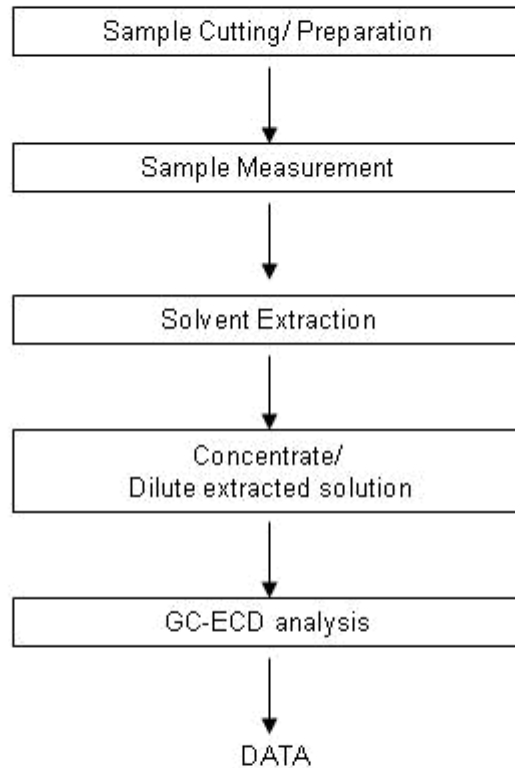 Sample Cutting/ Preparation
Sample Measurement
Solvent Extraction
Concentrate/
Dilute extracted solution
GC-ECD analysis
DATA